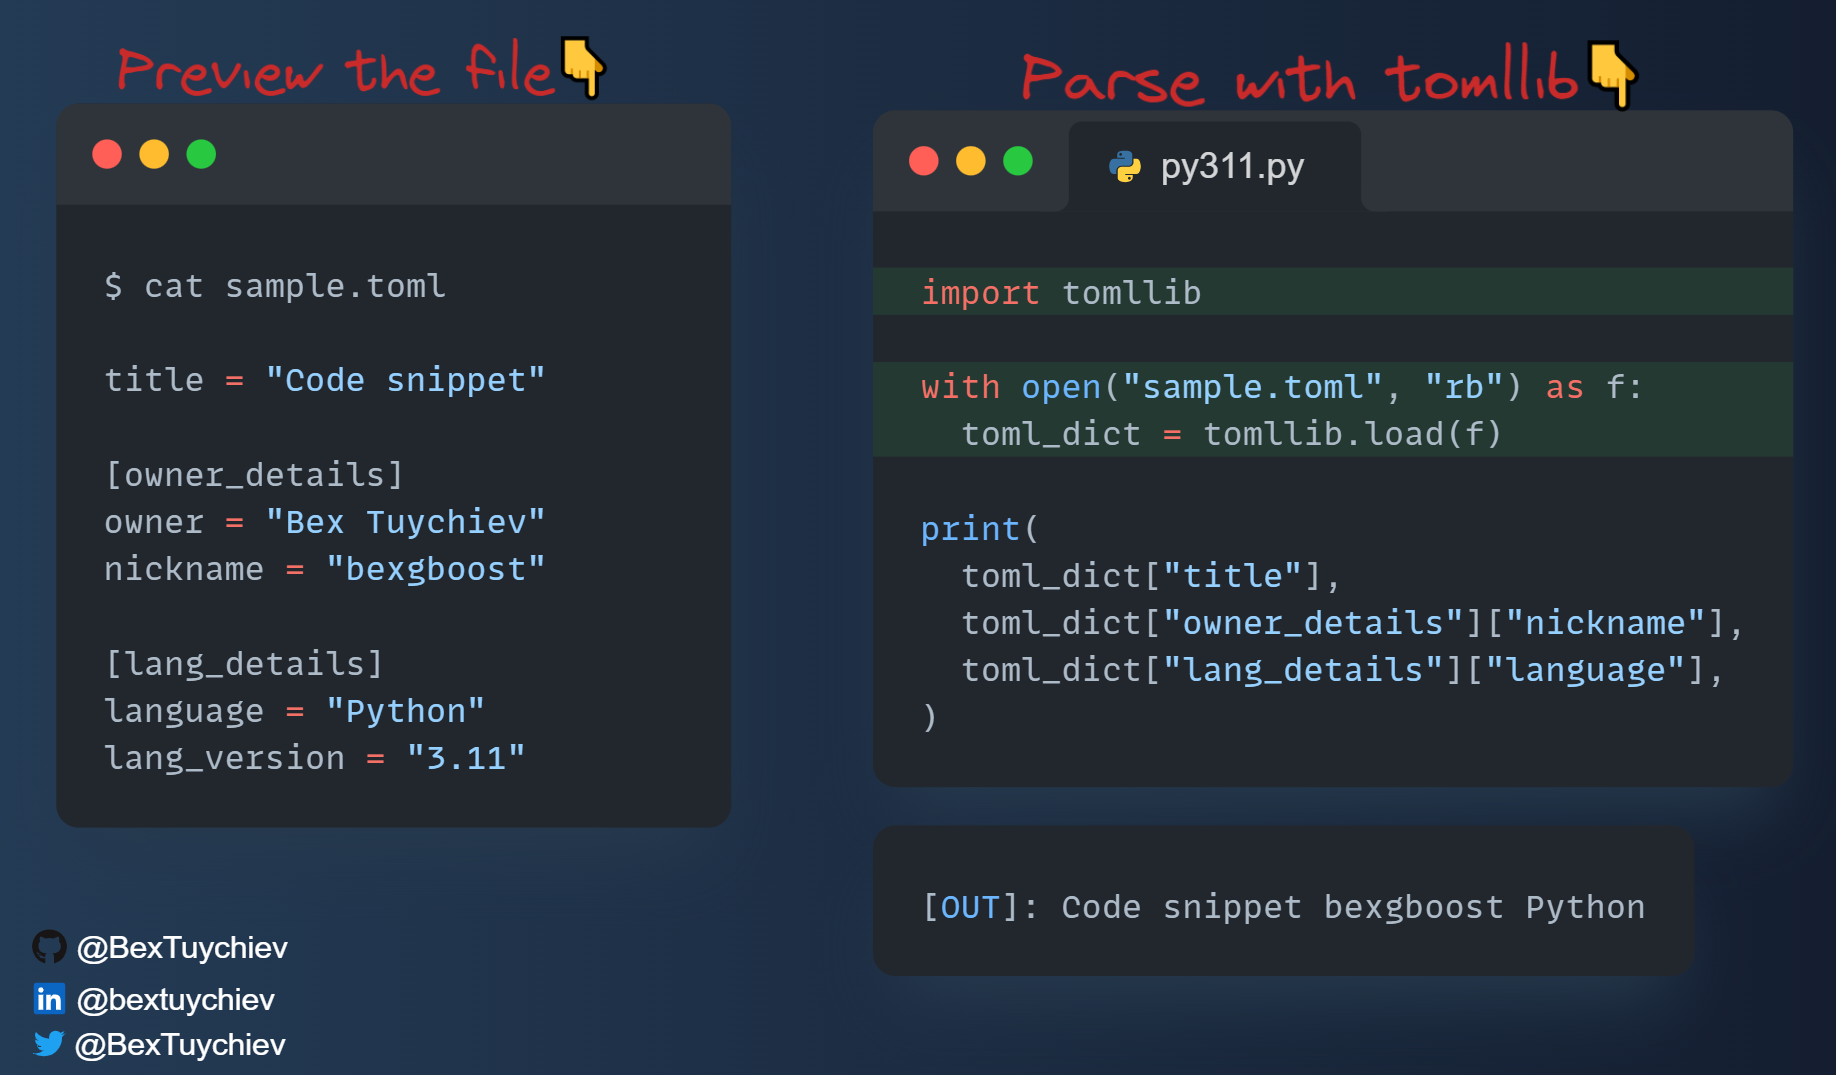 Preview the file
$ cat sample.toml
title = "Code snippet"
[owner_details]
owner = "Bex Tuychiev"
nickname = "bexgboost"
[lang_details]
language = "Python"
lang_version = "3.11"
Parse with tomllib
py311.py
import tomllib
with open("sample.toml", "rb") as f:
  toml_dict = tomllib.load(f)
print(
  toml_dict["title"],
  toml_dict["owner_details"]["nickname"],
  toml_dict["lang_details"]["language"],
)
[OUT]: Code snippet bexgboost Python
@BexTuychiev
in @bextuychiev
@BexTuychiev